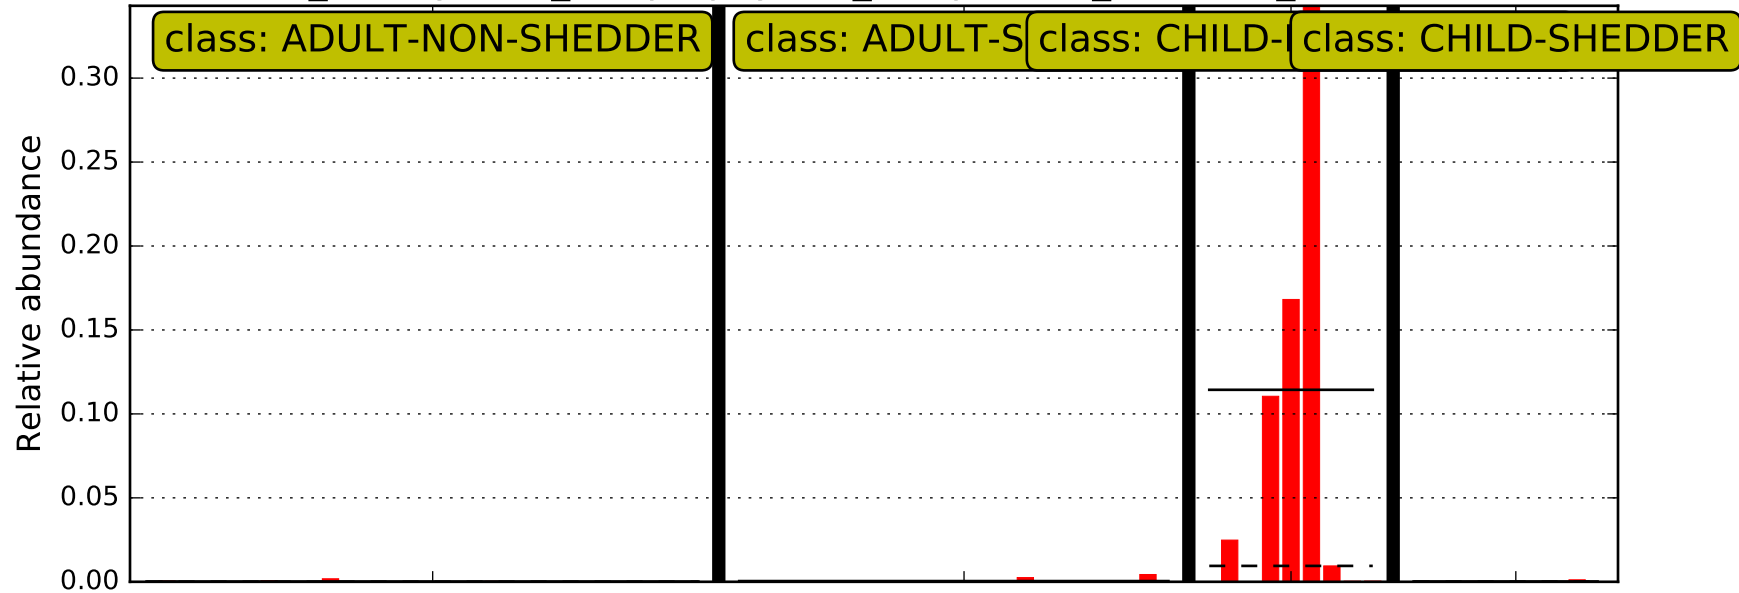 class: ADULT-NON-SHEDDER
class: ADULT-S
class: CHILD-
class: CHILD-SHEDDER
Relative abundance
0.30
0.25
0.20
0.15
0.10
0.05
0.00